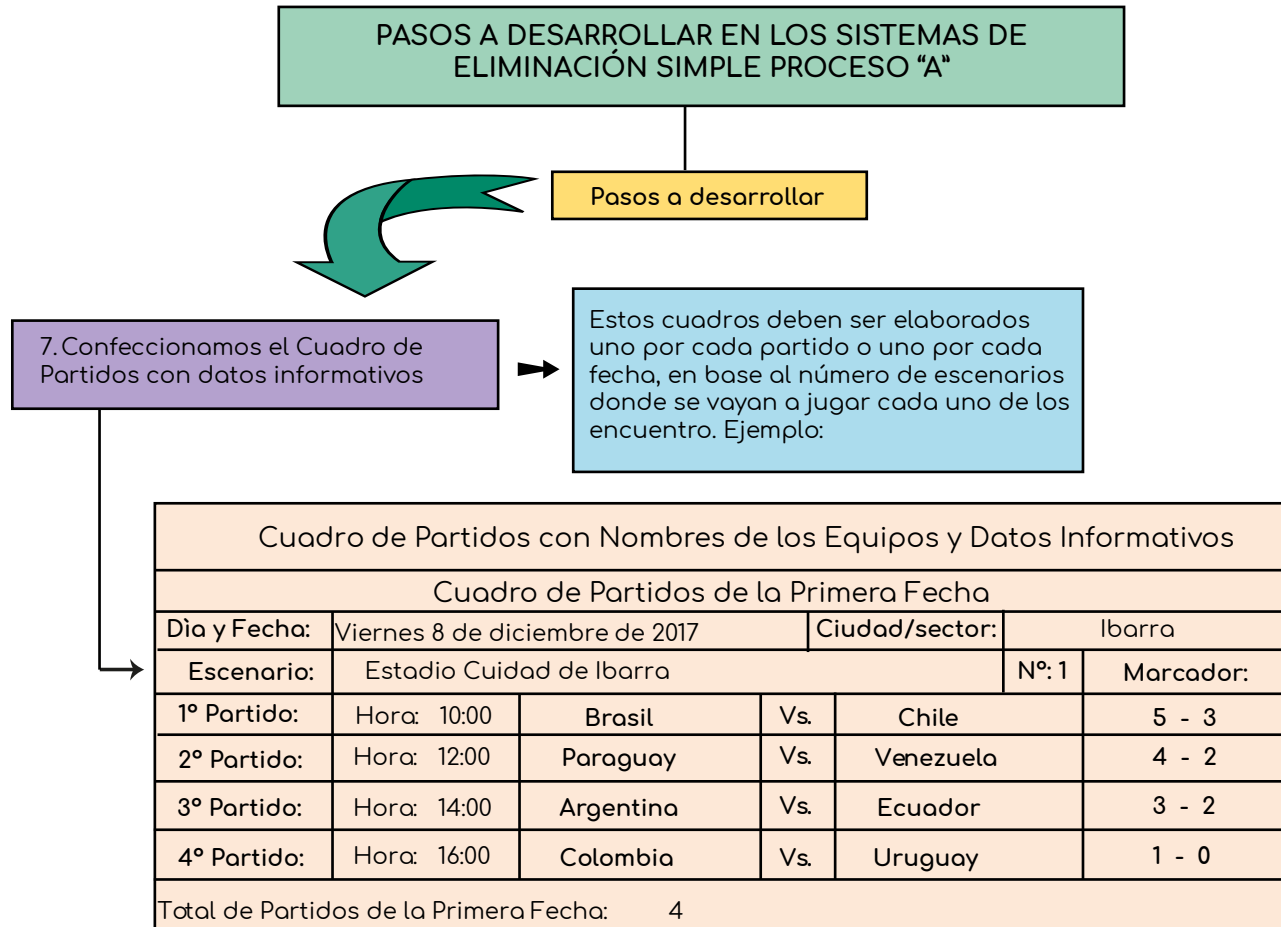 PASOS A DESARROLLAR EN LOS SISTEMAS DE
ELIMINACIÓN SIMPLE PROCESO “A”
Pasos a desarrollar
7. Confeccionamos el Cuadro de
Partidos con datos informativos
Estos cuadros deben ser elaborados
uno por cada partido o uno por cada
fecha, en base al número de escenarios
donde se vayan a jugar cada uno de los
encuentro. Ejemplo:
Cuadro de Partidos con Nombres de los Equipos y Datos Informativos
Cuadro de Partidos de la Primera Fecha
Dìa y Fecha: Viernes 8 de diciembre de 2017 Ciudad/sector: Ibarra
Escenario: Estadio Cuidad de Ibarra Nº: 1 Marcador:
1º Partido: Hora: 10:00 Brasil Vs. Chile 5 - 3
2º Partido: Hora: 12:00 Paraguay Vs. Venezuela 4 - 2
3º Partido: Hora: 14:00 Argentina Vs. Ecuador 3 - 2
4º Partido: Hora: 16:00 Colombia Vs. Uruguay 1 - 0
Total de Partidos de la Primera Fecha: 4